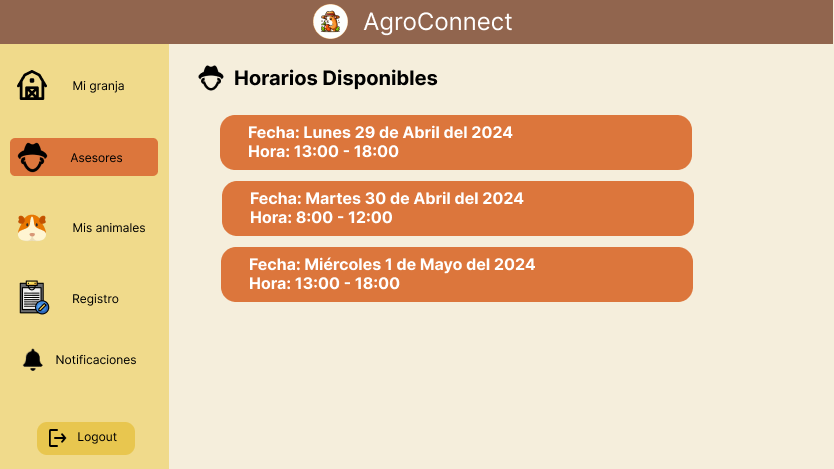 AgroConnect
Mi granja
Asesores
Mis animales
Registro
Notificaciones
Logout
Horarios Disponibles
Fecha: Lunes 29 de Abril del 2024
Hora: 13:00 - 18:00
Fecha: Martes 30 de Abril del 2024
Hora: 8:00 - 12:00
Fecha: Miércoles 1 de Mayo del 2024
Hora: 13:00 - 18:00